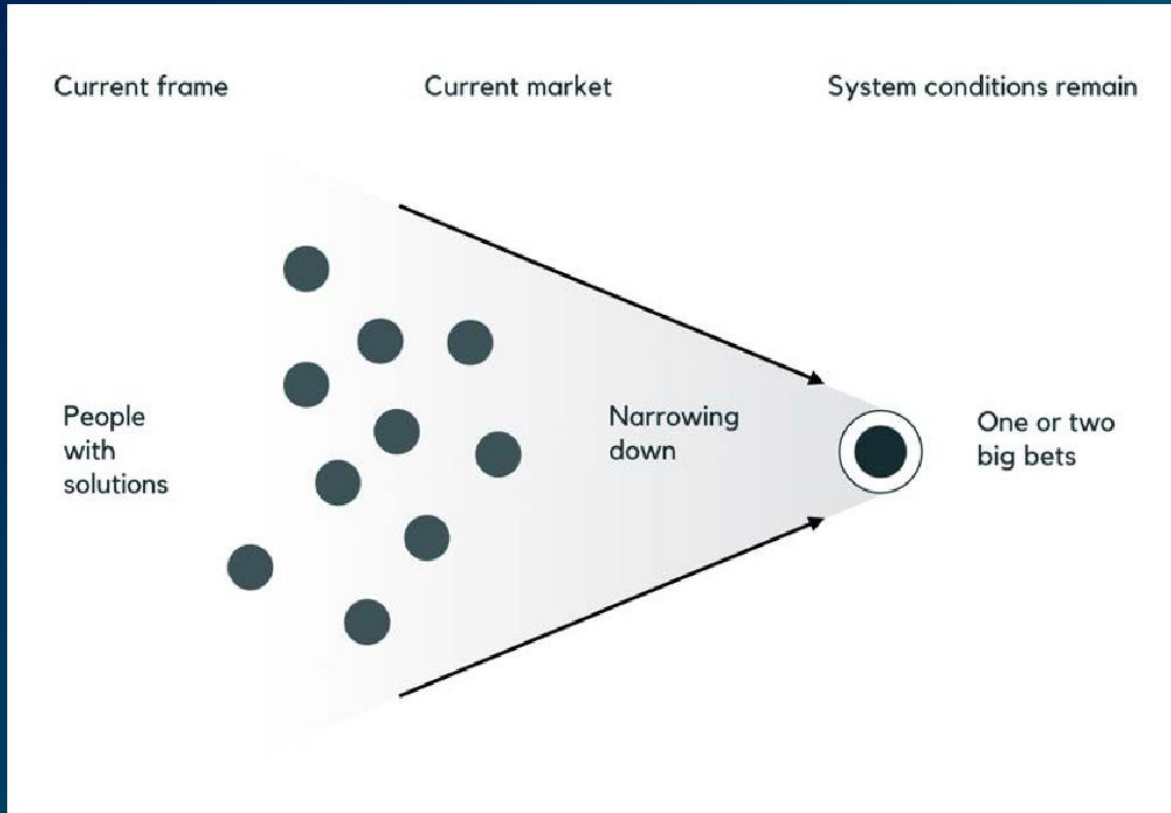 Current frame
Current market
System conditions remain
People
with
solutions
Narrowing
down
One or two
big bets